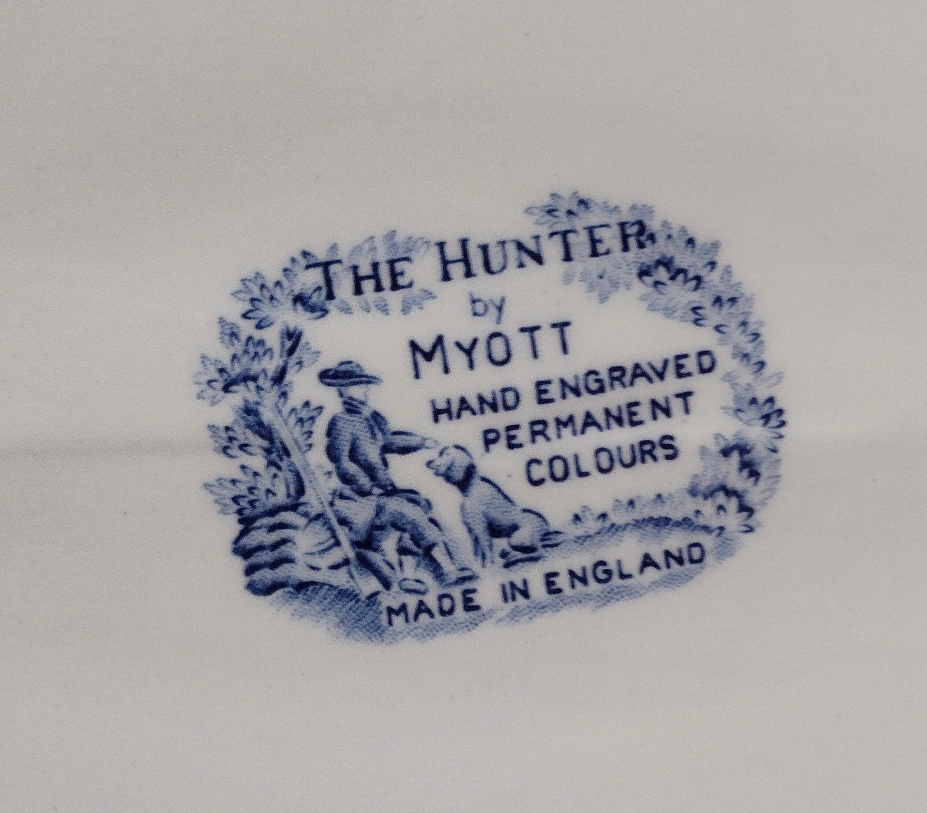 THE HUNTER
by
MYOTT
HAND ENGRAVED
PERMANENT
COLOURS
MADE IN ENGLAND